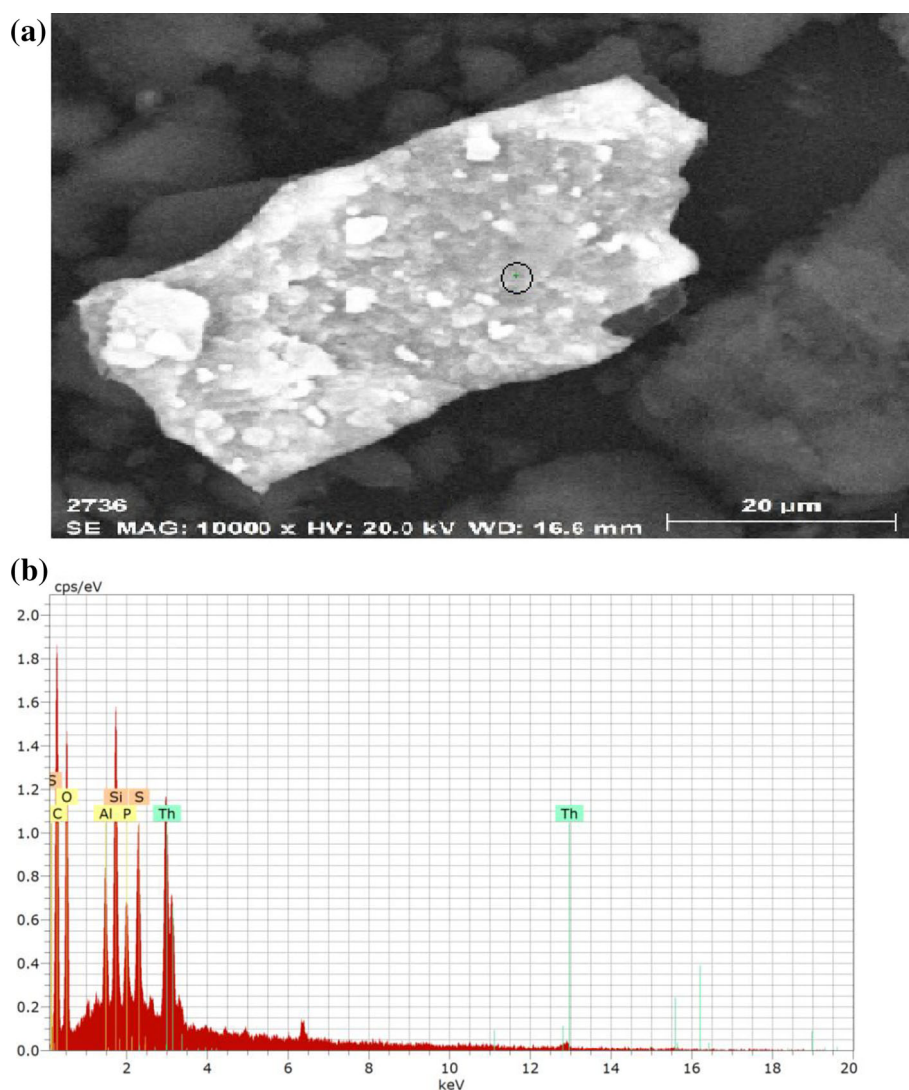 (a)
2736
SE MAG: 10000 x HV: 20.0 kV WD: 16.6 mm
20 µm
(b)
cps/eV
2.0
1.8
1.6
1.4
1.2
1.0
0.8
0.6
0.4
0.2
0.0
S
O
Si
S
C
Al
P
Th
Th
0 2 4 6 8 10 12 14 16 18 20
keV